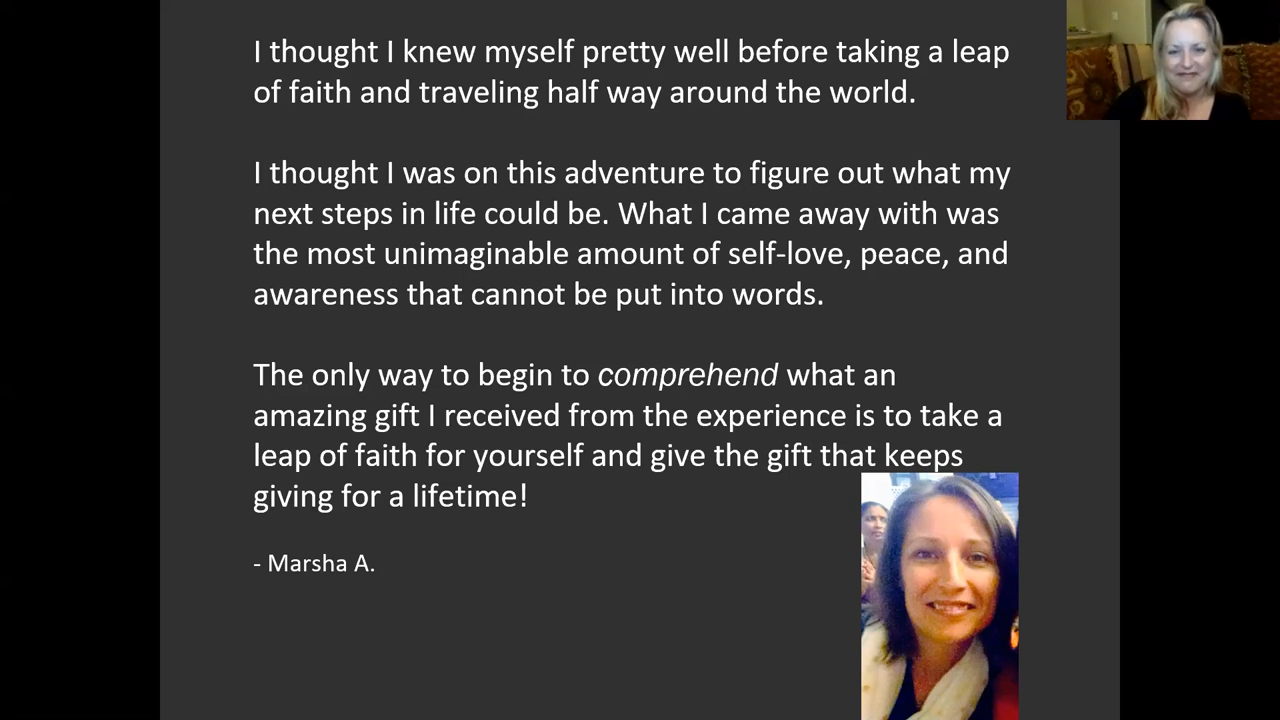 I thought I knew myself pretty well before taking a leap
of faith and traveling half way around the world.
I thought I was on this adventure to figure out what my
next steps in life could be. What I came away with was
the most unimaginable amount of self-love, peace, and
awareness that cannot be put into words.
The only way to begin to comprehend what an
amazing gift I received from the experience is to take a
leap of faith for yourself and give the gift that keeps
giving for a lifetime!
- Marsha A.